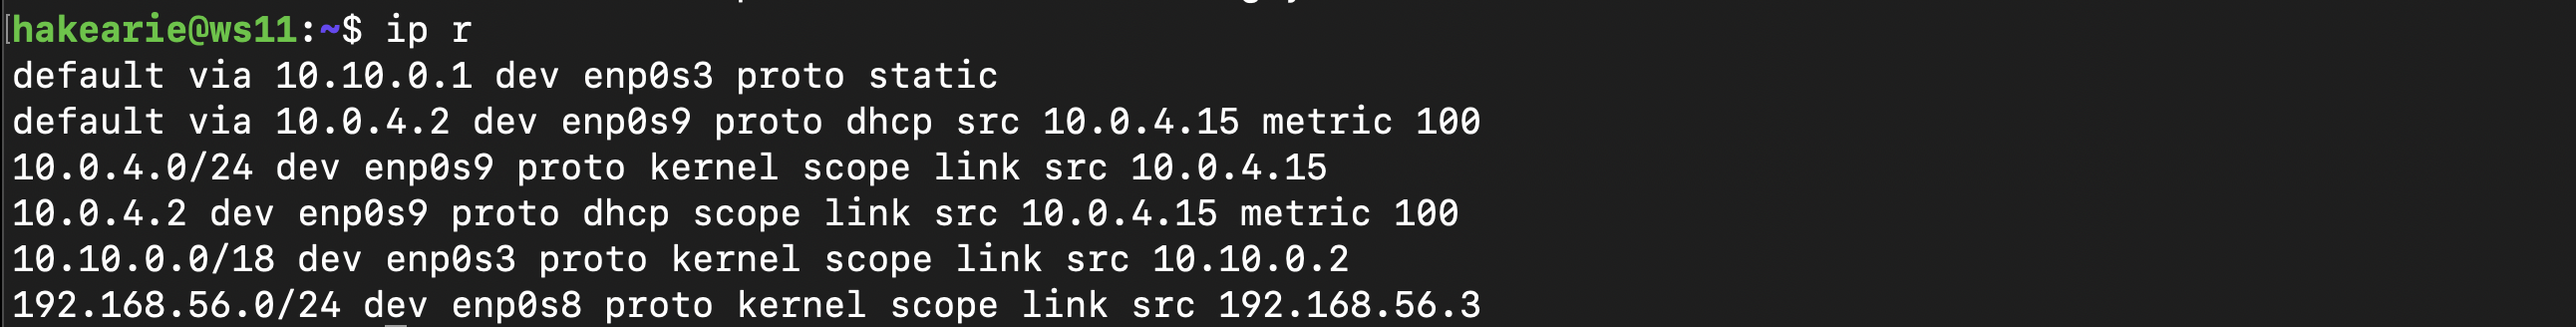 [hakearie@ws11:~$ ip r
default via 10.10.0.1 dev enp0s3 proto static
default via 10.0.4.2 dev enp0s9 proto dhcp src 10.0.4.15 metric 100
10.0.4.0/24 dev enp0s9 proto kernel scope link src 10.0.4.15
10.0.4.2 dev enp0s9 proto dhcp scope link src 10.0.4.15 metric 100
10.10.0.0/18 dev enp0s3 proto kernel scope link src 10.10.0.2
192.168.56.0/24 dev enp0s8 proto kernel scope link src 192.168.56.3